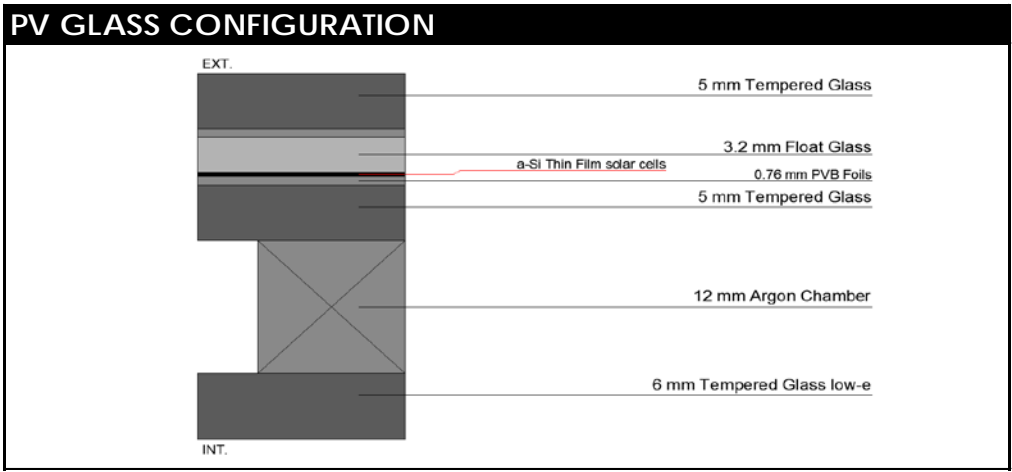 PV GLASS CONFIGURATION
EXT.
5 mm Tempered Glass
3.2 mm Float Glass
a-Si Thin Film solar cells
0.76 mm PVB Foils
5 mm Tempered Glass
12 mm Argon Chamber
6 mm Tempered Glass low-e
INT.